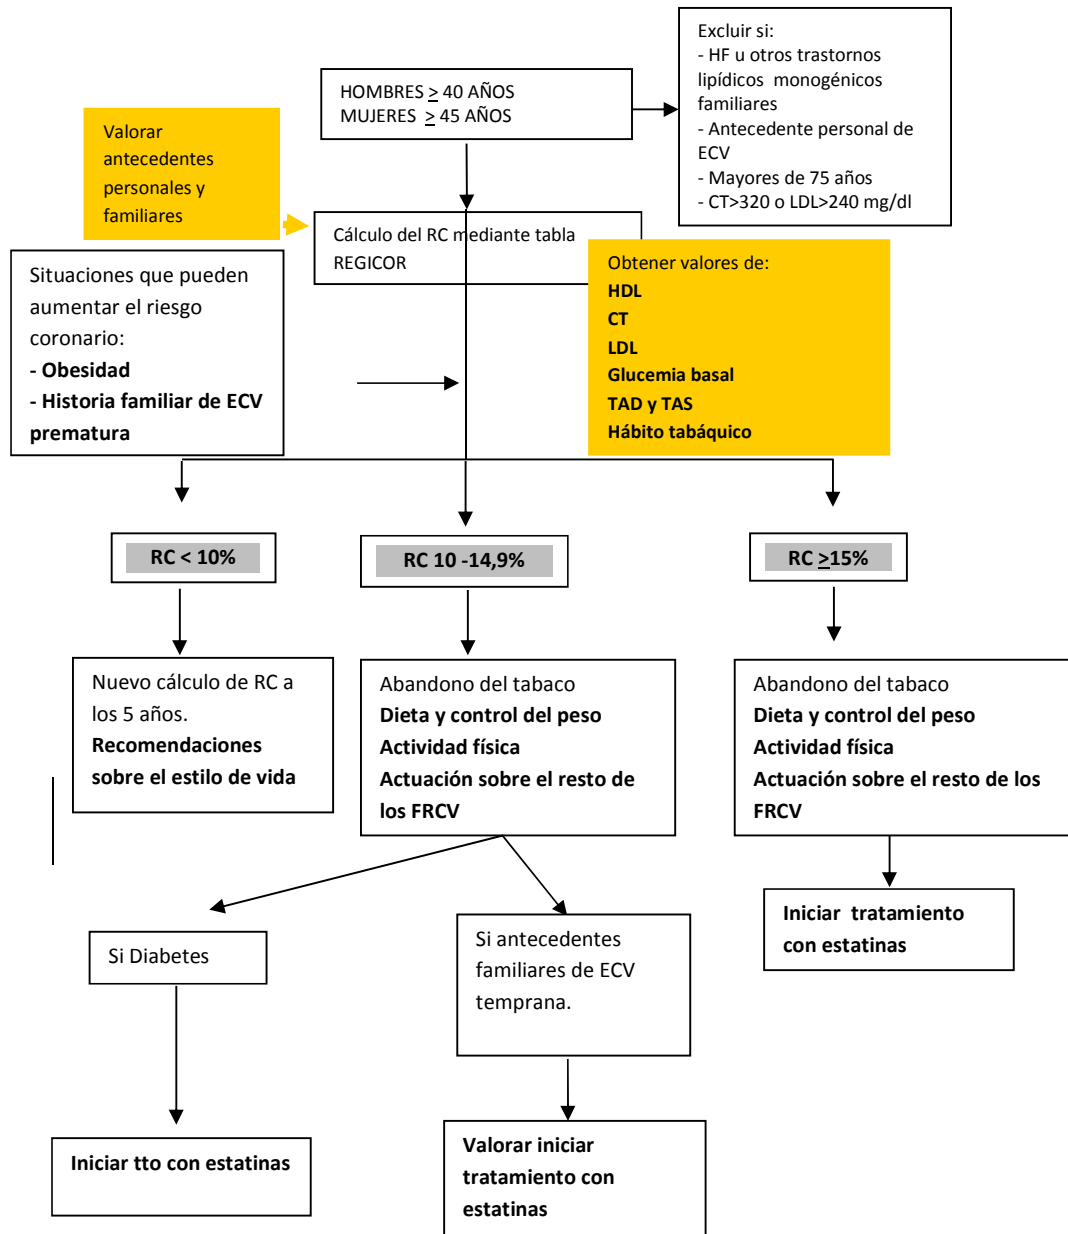 HOMBRES ≥ 40 AÑOS
MUJERES ≥ 45 AÑOS
Excluir si:
- HF u otros trastornos
lipídicos monogénicos
familiares
- Antecedente personal de
ECV
- Mayores de 75 años
- CT>320 o LDL>240 mg/dl
Valorar
antecedentes
personales y
familiares
Cálculo del RC mediante tabla
REGICOR
Situaciones que pueden
aumentar el riesgo
coronario:
- Obesidad
- Historia familiar de ECV
prematura
Obtener valores de:
HDL
CT
LDL
Glucemia basal
TAD y TAS
Hábito tabáquico
RC < 10%
RC 10 -14,9%
RC ≥15%
Nuevo cálculo de RC a
los 5 años.
Recomendaciones
sobre el estilo de vida
Abandono del tabaco
Dieta y control del peso
Actividad física
Actuación sobre el resto de
los FRCV
Abandono del tabaco
Dieta y control del peso
Actividad física
Actuación sobre el resto de los
FRCV
Si Diabetes
Si antecedentes
familiares de ECV
temprana.
Iniciar tratamiento
con estatinas
Iniciar tto con estatinas
Valorar iniciar
tratamiento con
estatinas